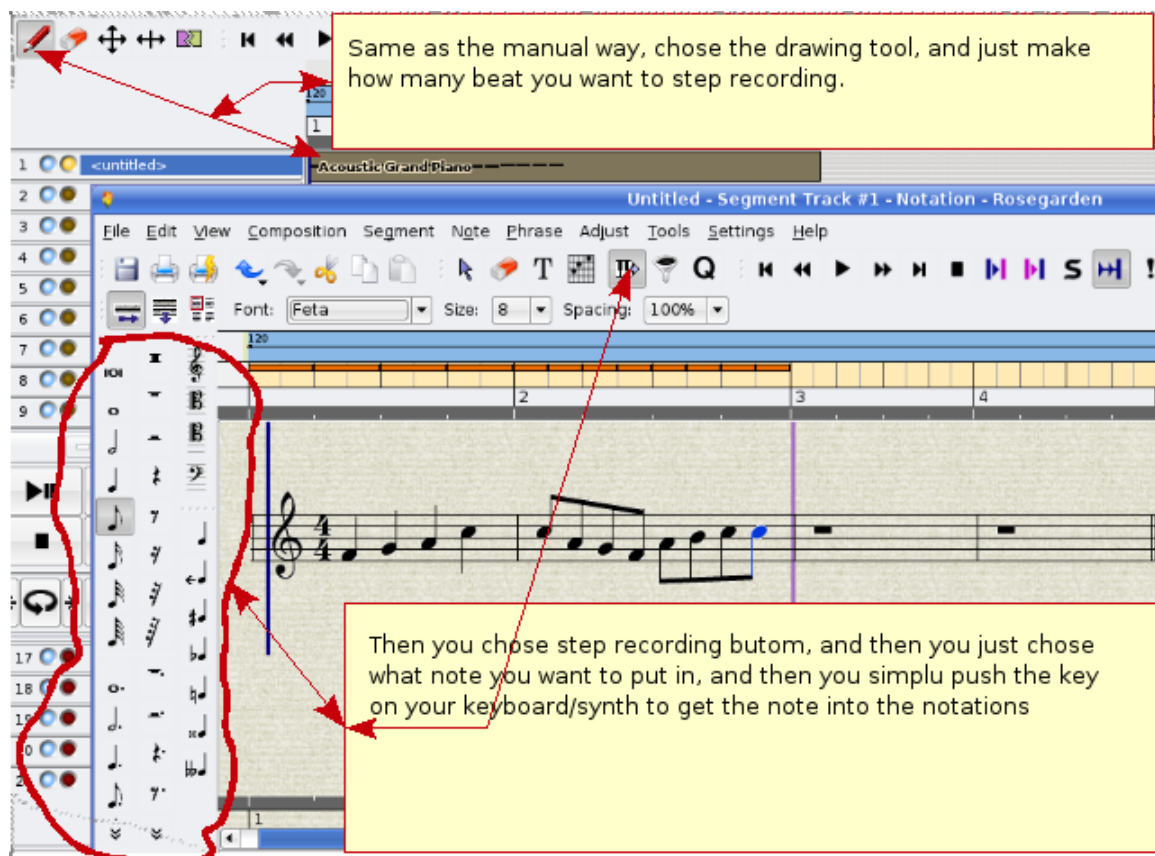 Same as the manual way, chose the drawing tool, and just make
how many beat you want to step recording.
120
1
1 <untitled> Acoustic Grand Piano
2
Untitled - Segment Track #1 - Notation - Rosegarden
3
File Edit View Composition Segment Note Phrase Adjust Tools Settings Help
4
T Q S !
5
6
Font: Feta Size: 8 Spacing: 100%
7
120
8
9
2 3 4
4
4
Then you chose step recording butom, and then you just chose
what note you want to put in, and then you simplu push the key
on your keyboard/synth to get the note into the notations
17
18
19
0
2
1